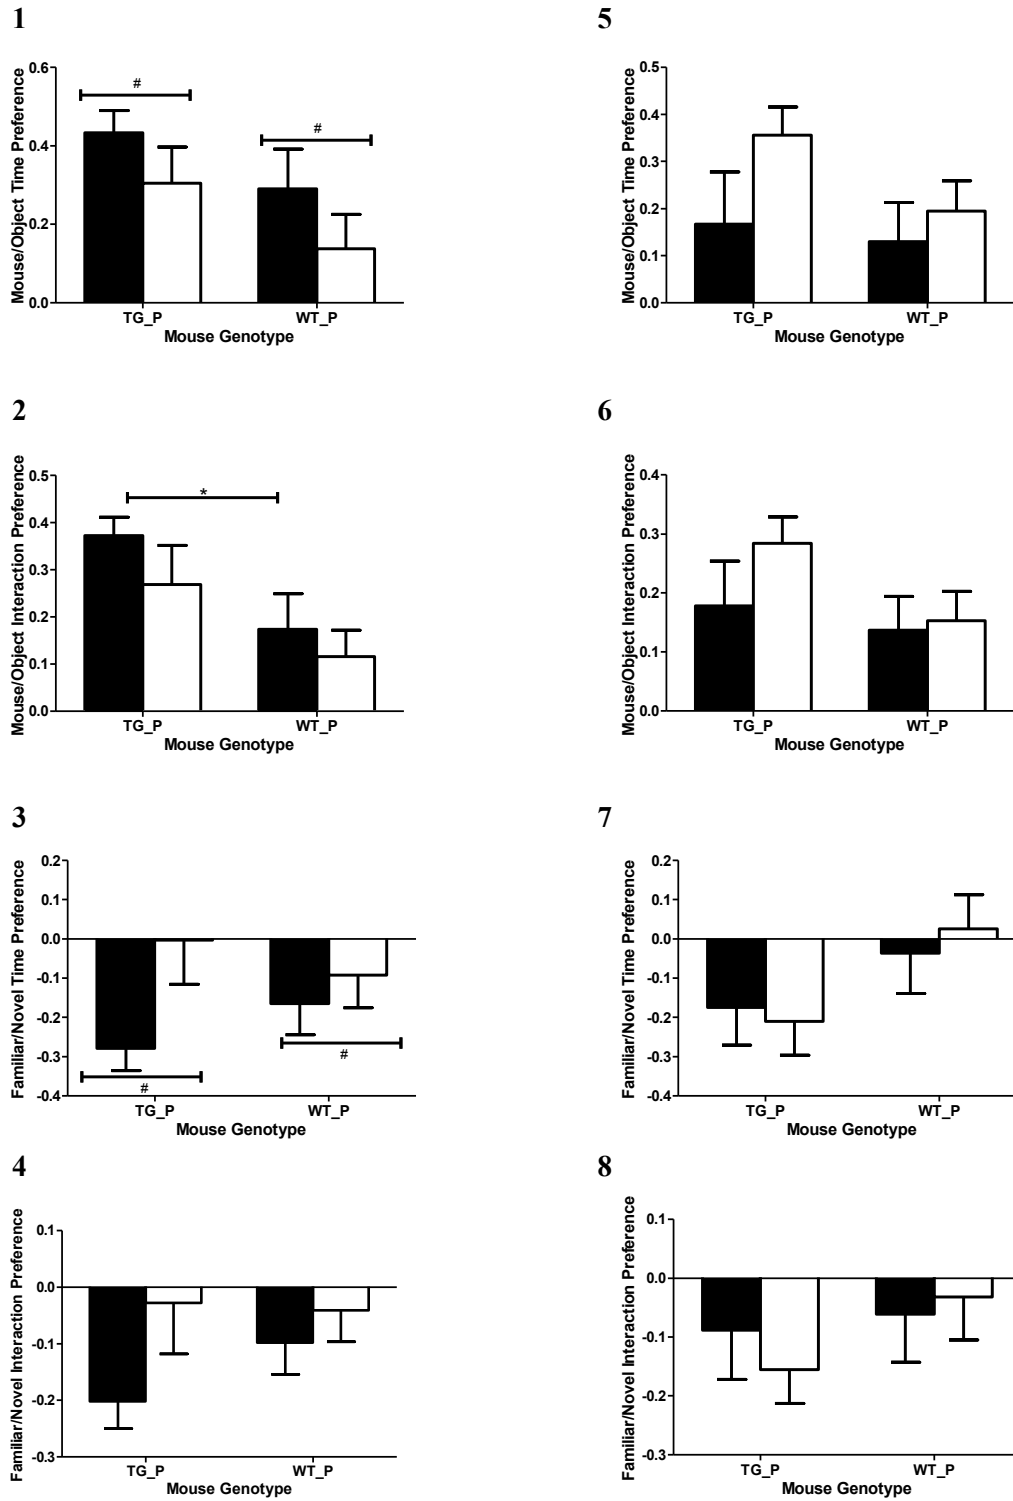 1
Mouse/Object Time Preference
0.6
0.4
0.2
0.0
#
#
TG_P
WT_P
Mouse Genotype
5
Mouse/Object Time Preference
0.5
0.4
0.3
0.2
0.1
0.0
TG_P
WT_P
Mouse Genotype
2
Mouse/Object Interaction Preference
0.5
0.4
0.3
0.2
0.1
0.0
*
TG_P
WT_P
Mouse Genotype
6
Mouse/Object Interaction Preference
0.4
0.3
0.2
0.1
0.0
TG_P
WT_P
Mouse Genotype
3
Familiar/Novel Time Preference
0.2
0.1
0.0
-0.1
-0.2
-0.3
-0.4
#
#
TG_P
WT_P
Mouse Genotype
7
Familiar/Novel Time Preference
0.2
0.1
0.0
-0.1
-0.2
-0.3
-0.4
TG_P
WT_P
Mouse Genotype
4
Familiar/Novel Interaction Preference
0.1
0.0
-0.1
-0.2
-0.3
TG_P
WT_P
Mouse Genotype
8
Familiar/Novel Interaction Preference
0.1
0.0
-0.1
-0.2
-0.3
TG_P
WT_P
Mouse Genotype